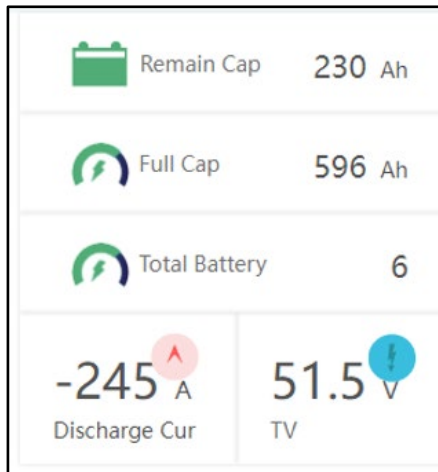 Remain Cap 230 Ah
Full Cap 596 Ah
Total Battery 6
-245 A 51.5 V
Discharge Cur TV